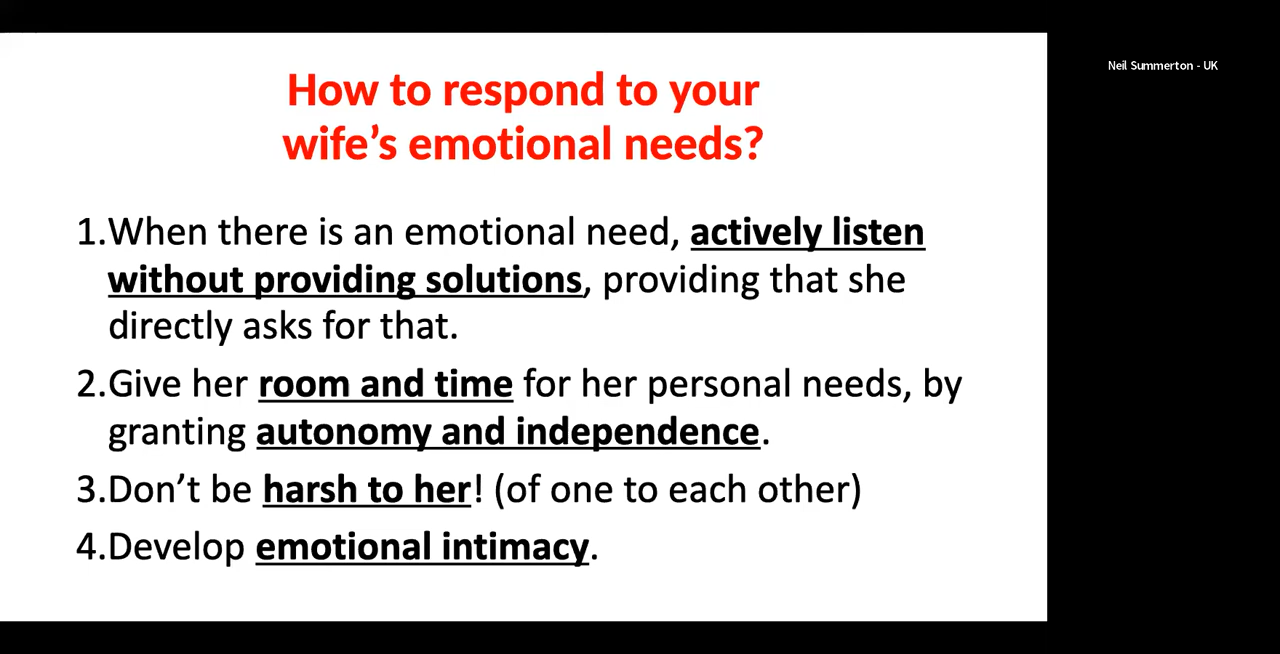 How to respond to your
wife’s emotional needs?
1.When there is an emotional need, actively listen
without providing solutions, providing that she
directly asks for that.
2.Give her room and time for her personal needs, by
granting autonomy and independence.
3.Don’t be harsh to her! (of one to each other)
4.Develop emotional intimacy.
Neil Summerton - UK